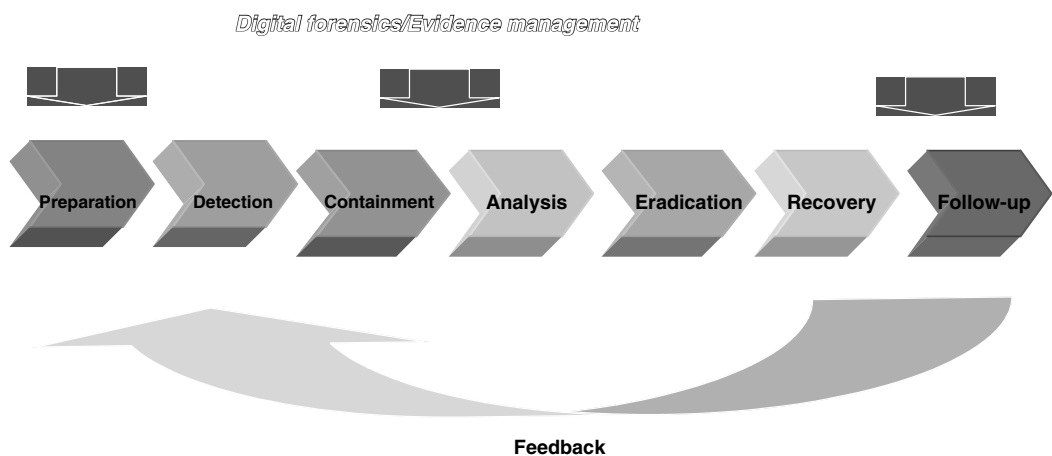 Digital forensics/Evidence management
Preparation
Detection
Containment
Analysis
Eradication
Recovery
Follow-up
Feedback